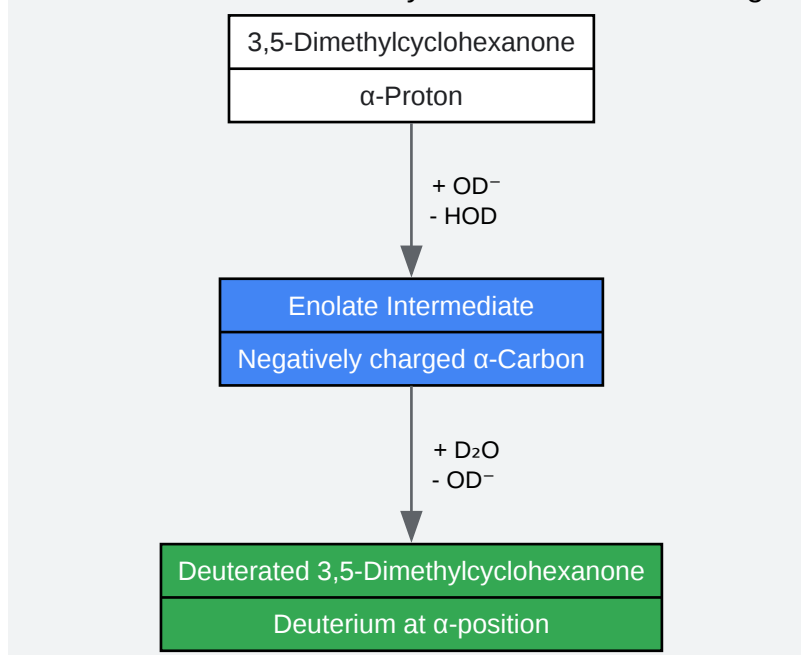 3,5-Dimethylcyclohexanone
α-Proton
+ OD⁻
- HOD
Enolate Intermediate
Negatively charged α-Carbon
+ D₂O
- OD⁻
Deuterated 3,5-Dimethylcyclohexanone
Deuterium at α-position